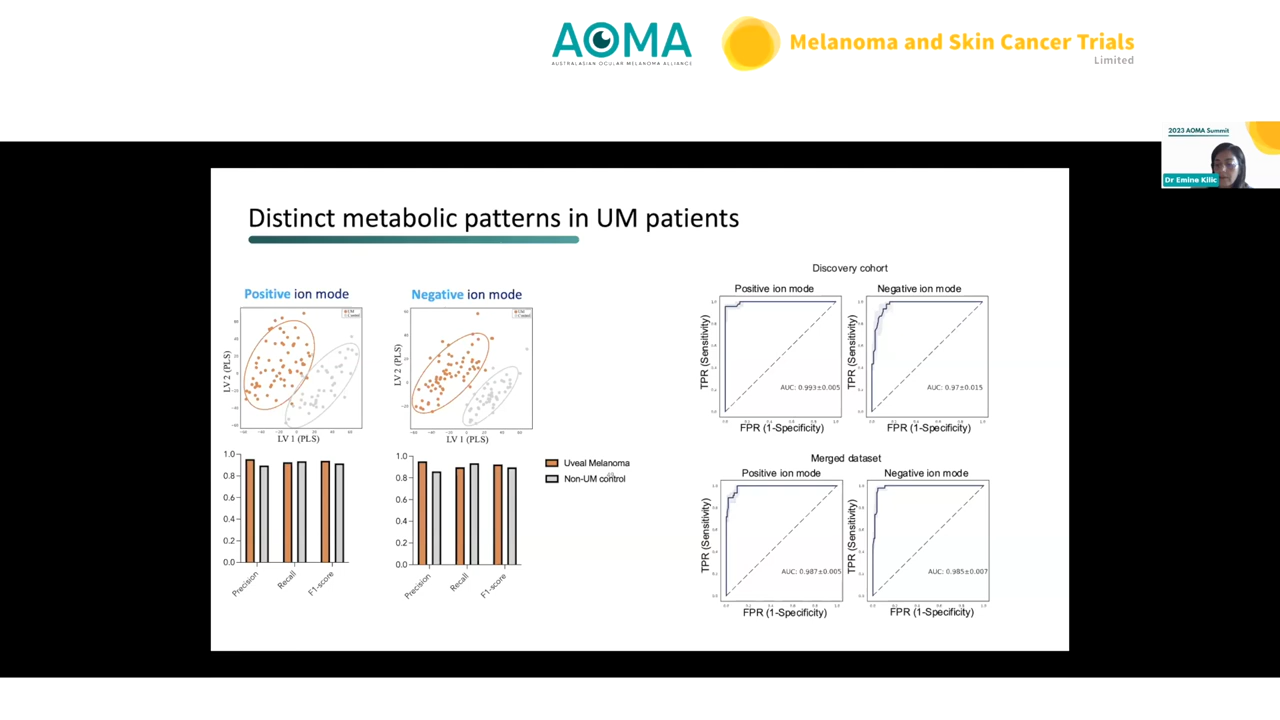 AOMA
AUSTRALASIAN OCULAR MELANOMA ALLIANCE
Melanoma and Skin Cancer Trials
Limited
2023 AOMA Summit
Dr Emine Kilic
Distinct metabolic patterns in UM patients
Positive ion mode
Negative ion mode
LV 2 (PLS)
LV 1 (PLS)
LV 2 (PLS)
LV 1 (PLS)
1.0
0.8
0.6
0.4
0.2
0.0
Precision
Recall
F1-score
1.0
0.8
0.6
0.4
0.2
0.0
Precision
Recall
F1-score
Uveal Melanoma
Non-UM control
Discovery cohort
Positive ion mode
Negative ion mode
TPR (Sensitivity)
AUC: 0.993±0.005
FPR (1-Specificity)
TPR (Sensitivity)
AUC: 0.97±0.015
FPR (1-Specificity)
Merged dataset
Positive ion mode
Negative ion mode
TPR (Sensitivity)
AUC: 0.987±0.005
FPR (1-Specificity)
TPR (Sensitivity)
AUC: 0.985±0.007
FPR (1-Specificity)